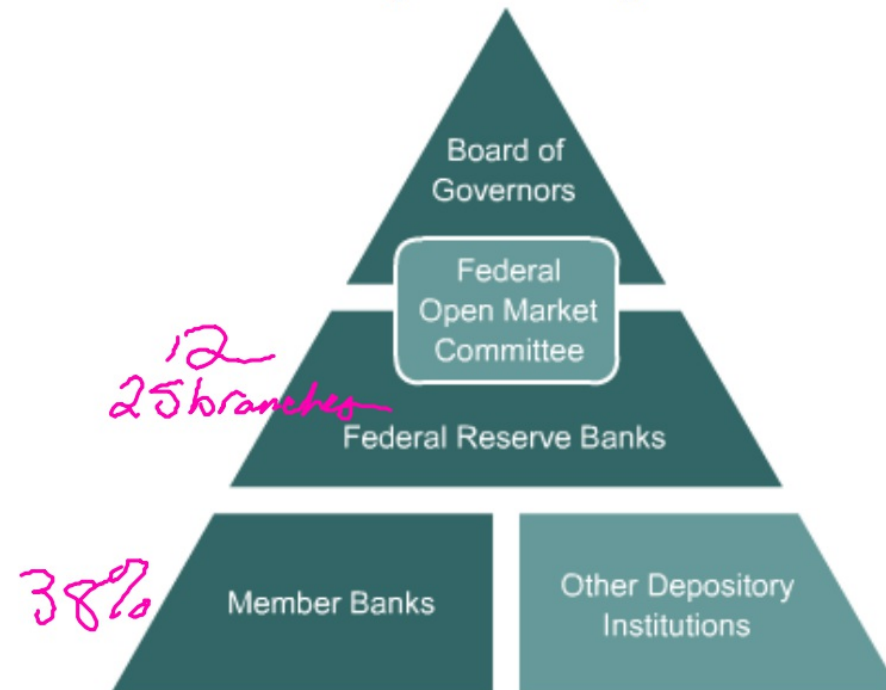 Board of
Governors
Federal
Open Market
Committee
12
25 branches
Federal Reserve Banks
38%
Member Banks
Other Depository
Institutions